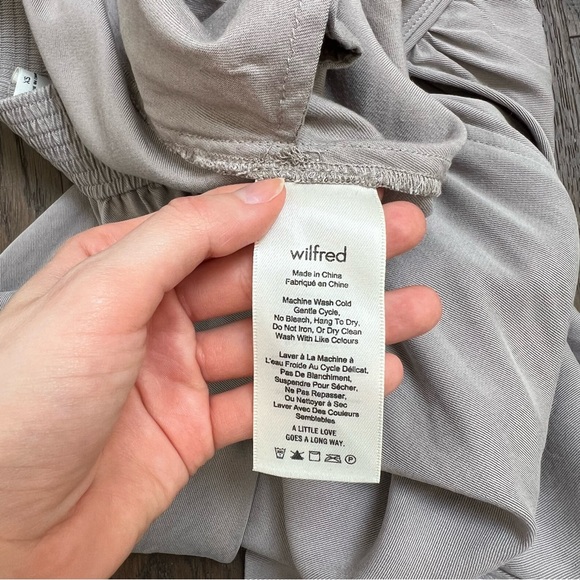 XS
wilfred
Made in China
Fabriqué en Chine
Machine Wash Cold
Gentle Cycle,
No Bleach, Hang To Dry,
Do Not Iron, Or Dry Clean
Wash With Like Colours
Laver à La Machine à
L'eau Froide Au Cycle Délicat,
Pas De Blanchiment,
Suspendre Pour Sécher,
Ne Pas Repasser,
Ou Nettoyer à Sec
Laver Avec Des Couleurs
Semblables
A LITTLE LOVE
GOES A LONG WAY.
P